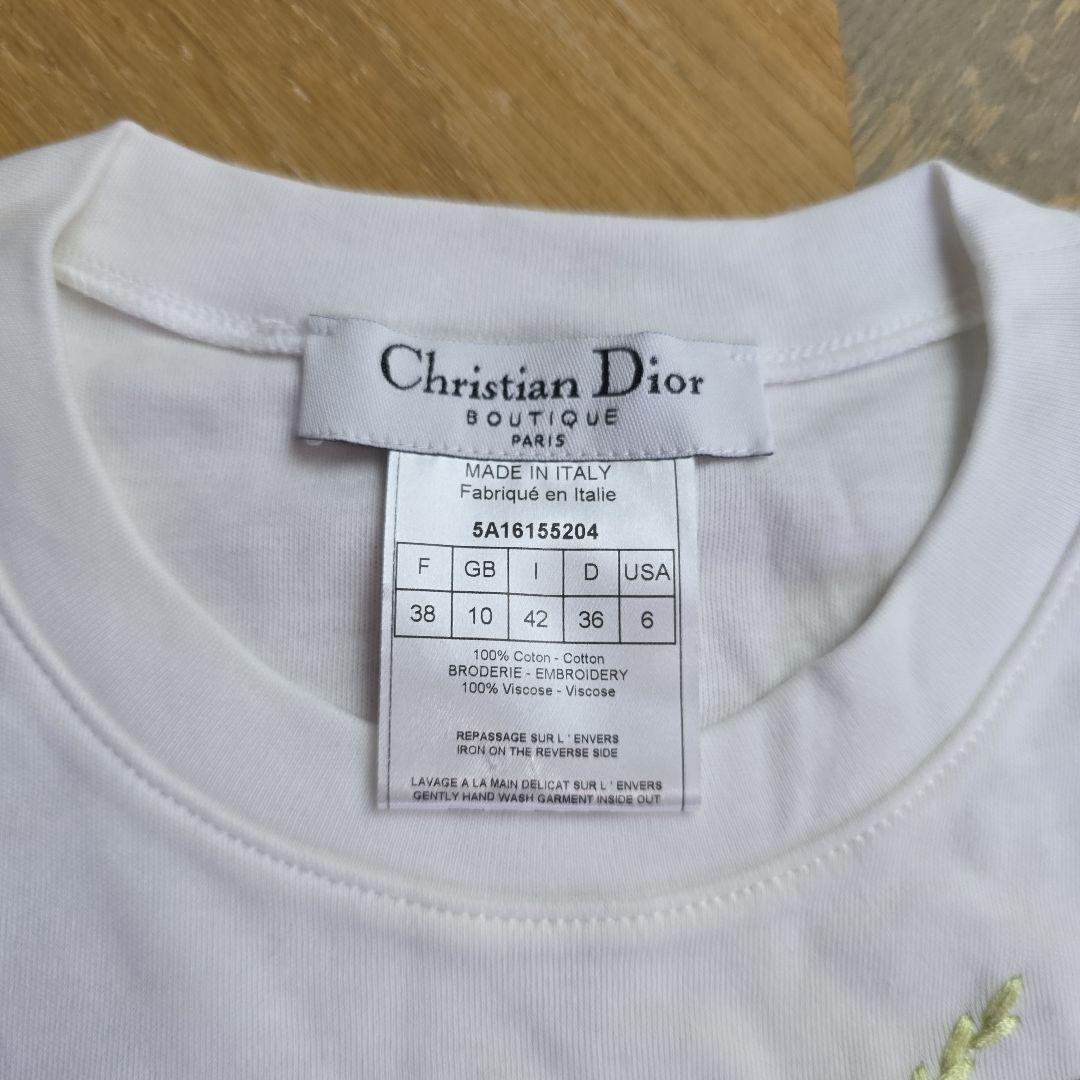 Christian Dior
BOUTIQUE
PARIS
MADE IN ITALY
Fabriqué en Italie
5A16155204
F GB I D USA
38 10 42 36 6
100% Coton - Cotton
BRODERIE - EMBROIDERY
100% Viscose - Viscose
REPASSAGE SUR L ' ENVERS
IRON ON THE REVERSE SIDE
LAVAGE A LA MAIN DELICAT SUR L ' ENVERS
GENTLY HAND WASH GARMENT INSIDE OUT